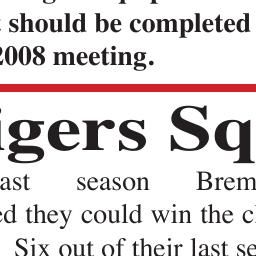 should be completed
2008 meeting.
igers Sq
ast season Brem
ed they could win the c
Six out of their last se